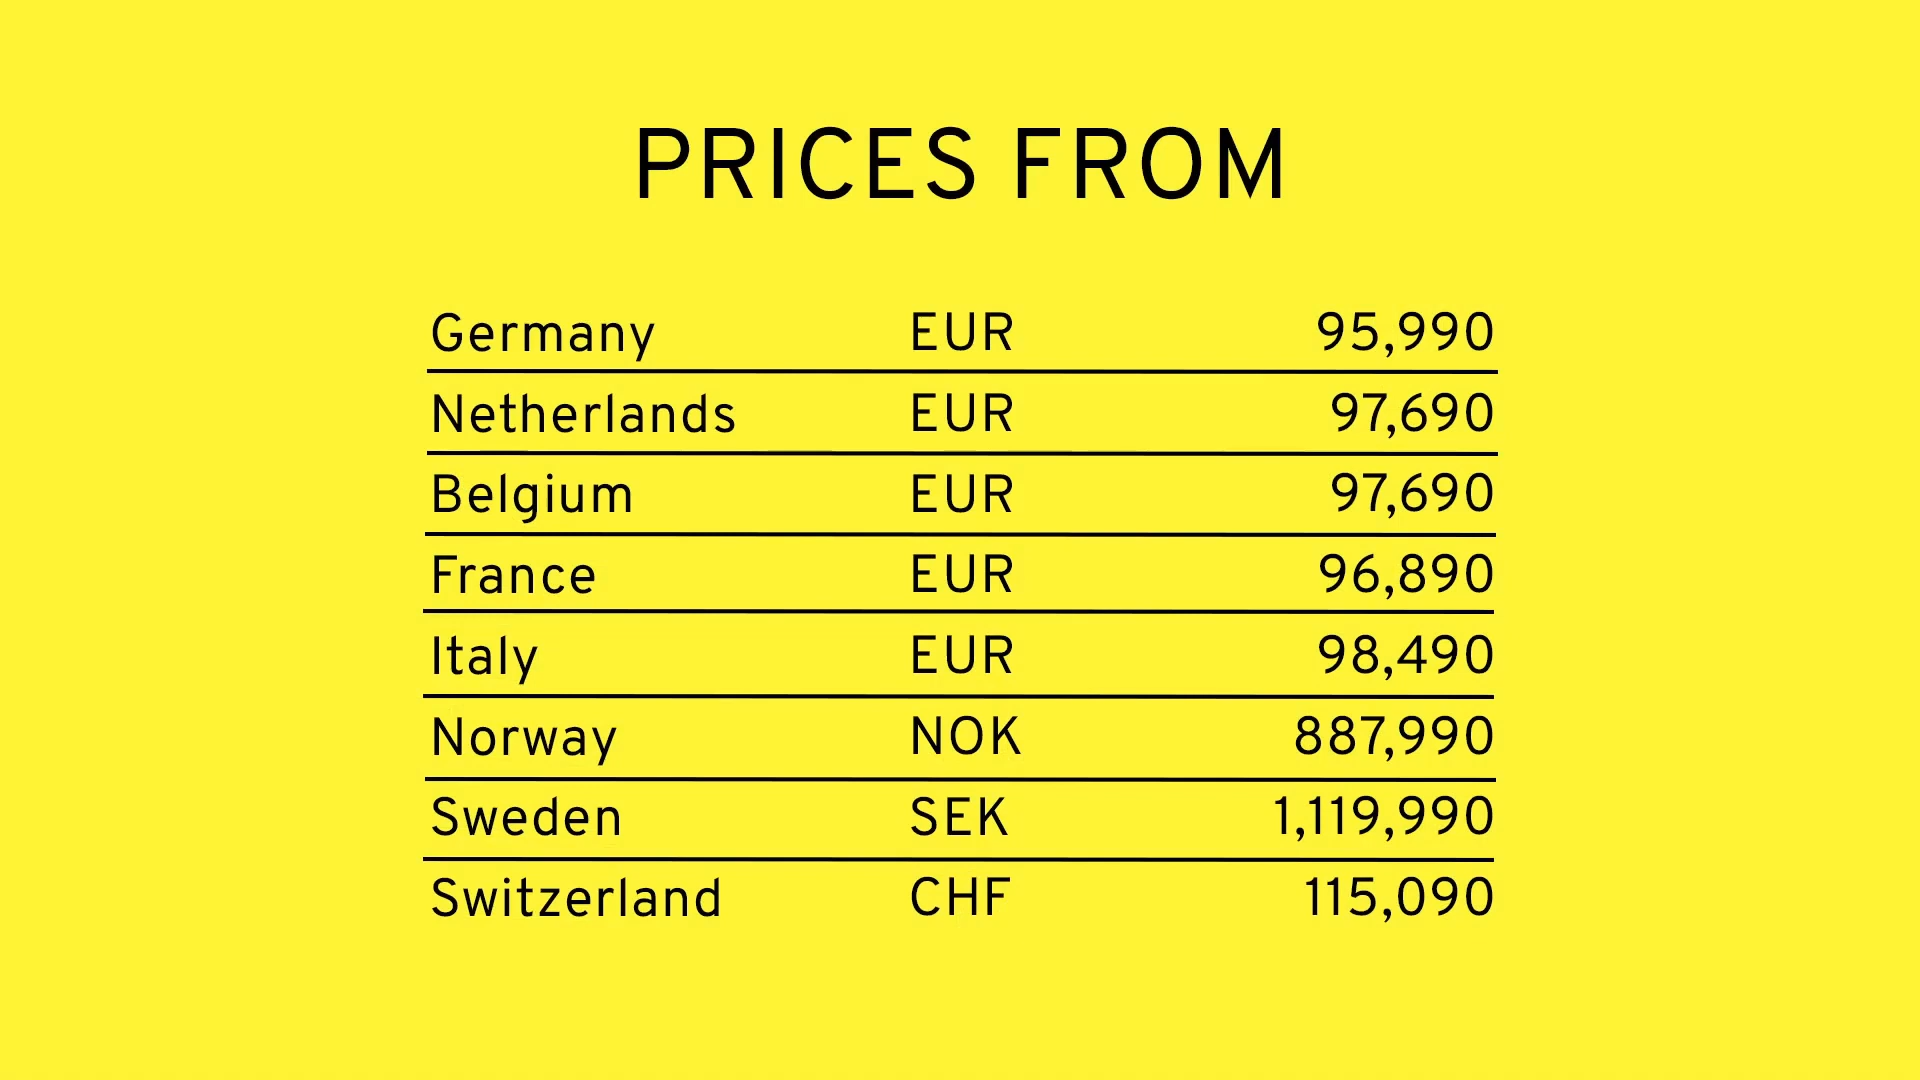 PRICES FROM
Germany EUR 95,990
Netherlands EUR 97,690
Belgium EUR 97,690
France EUR 96,890
Italy EUR 98,490
Norway NOK 887,990
Sweden SEK 1,119,990
Switzerland CHF 115,090